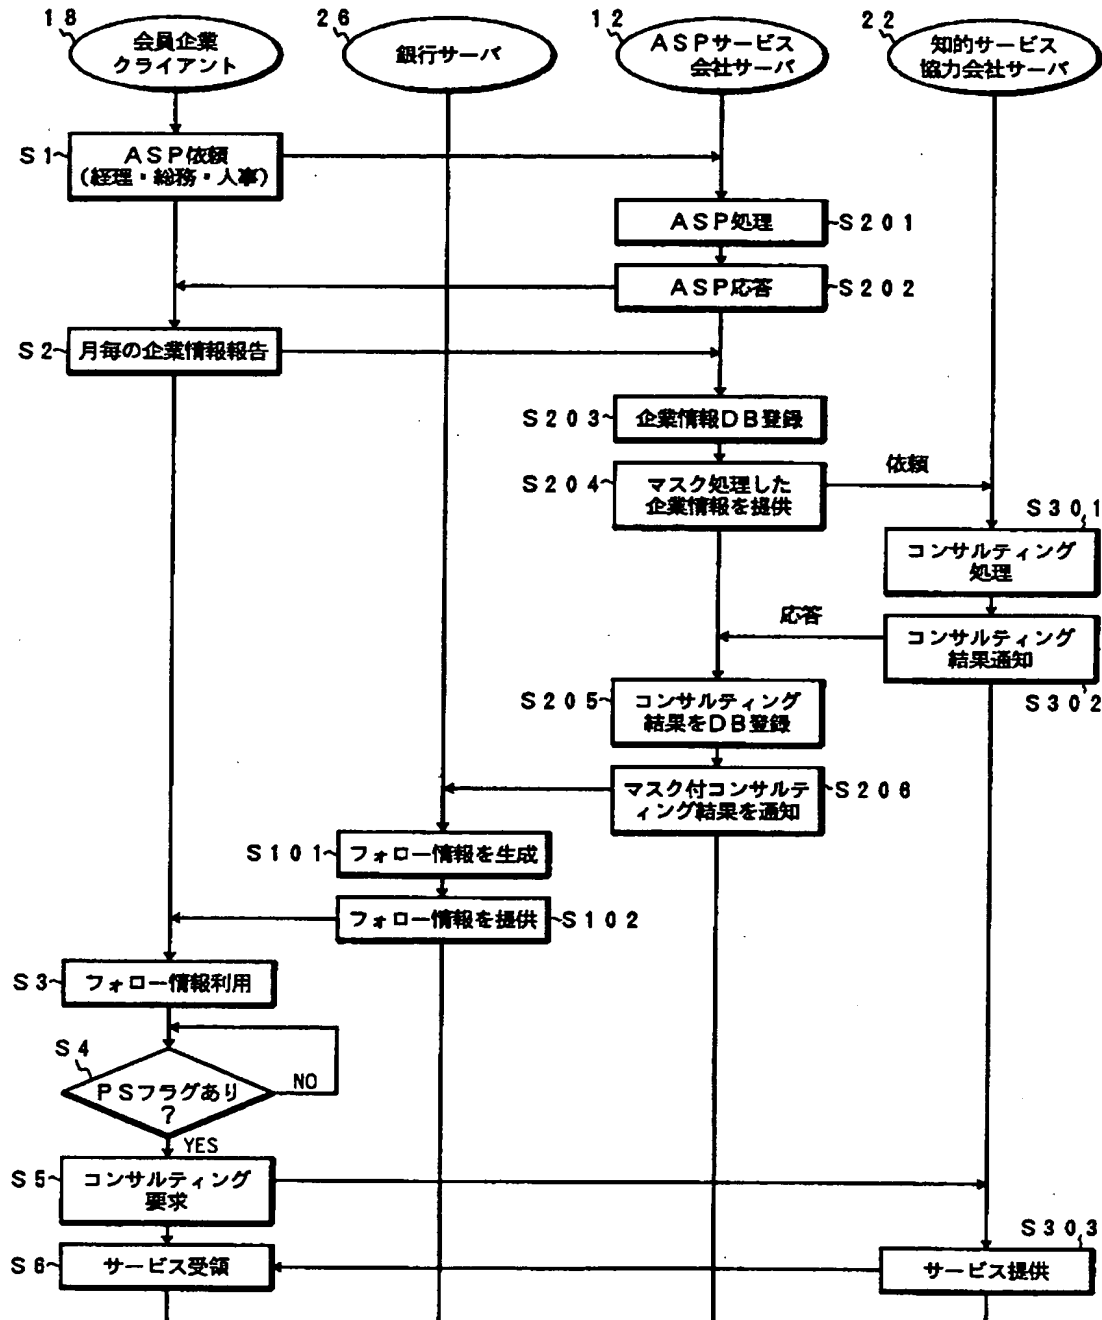 18
会員企業
クライアント
26
銀行サーバ
12
ASPサービス
会社サーバ
22
知的サービス
協力会社サーバ
S1
ASP依頼
(経理・総務・人事)
ASP処理
S201
ASP応答
S202
S2
月毎の企業情報報告
S203
企業情報DB登録
S204
マスク処理した
企業情報を提供
依頼
S301
コンサルティング
処理
応答
コンサルティング
結果通知
S302
S205
コンサルティング
結果をDB登録
マスク付コンサルテ
ィング結果を通知
S206
S101
フォロー情報を生成
フォロー情報を提供
S102
S3
フォロー情報利用
S4
PSフラグあり
?
NO
YES
S5
コンサルティング
要求
S6
サービス受領
S303
サービス提供